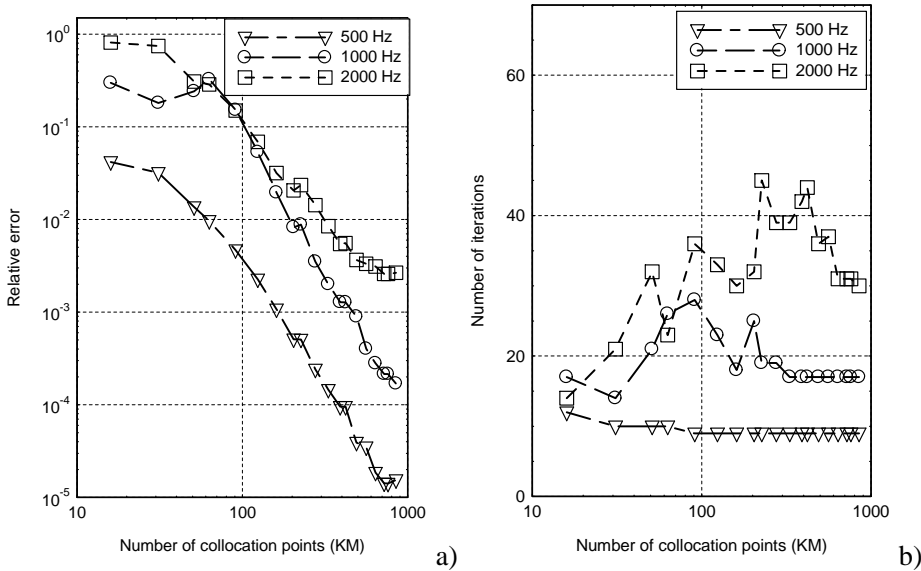 500 Hz
1000 Hz
2000 Hz
10^0
10^-1
10^-2
10^-3
10^-4
10^-5
Relative error
10 100 1000
Number of collocation points (KM)
a)
500 Hz
1000 Hz
2000 Hz
60
40
20
0
Number of iterations
10 100 1000
Number of collocation points (KM)
b)